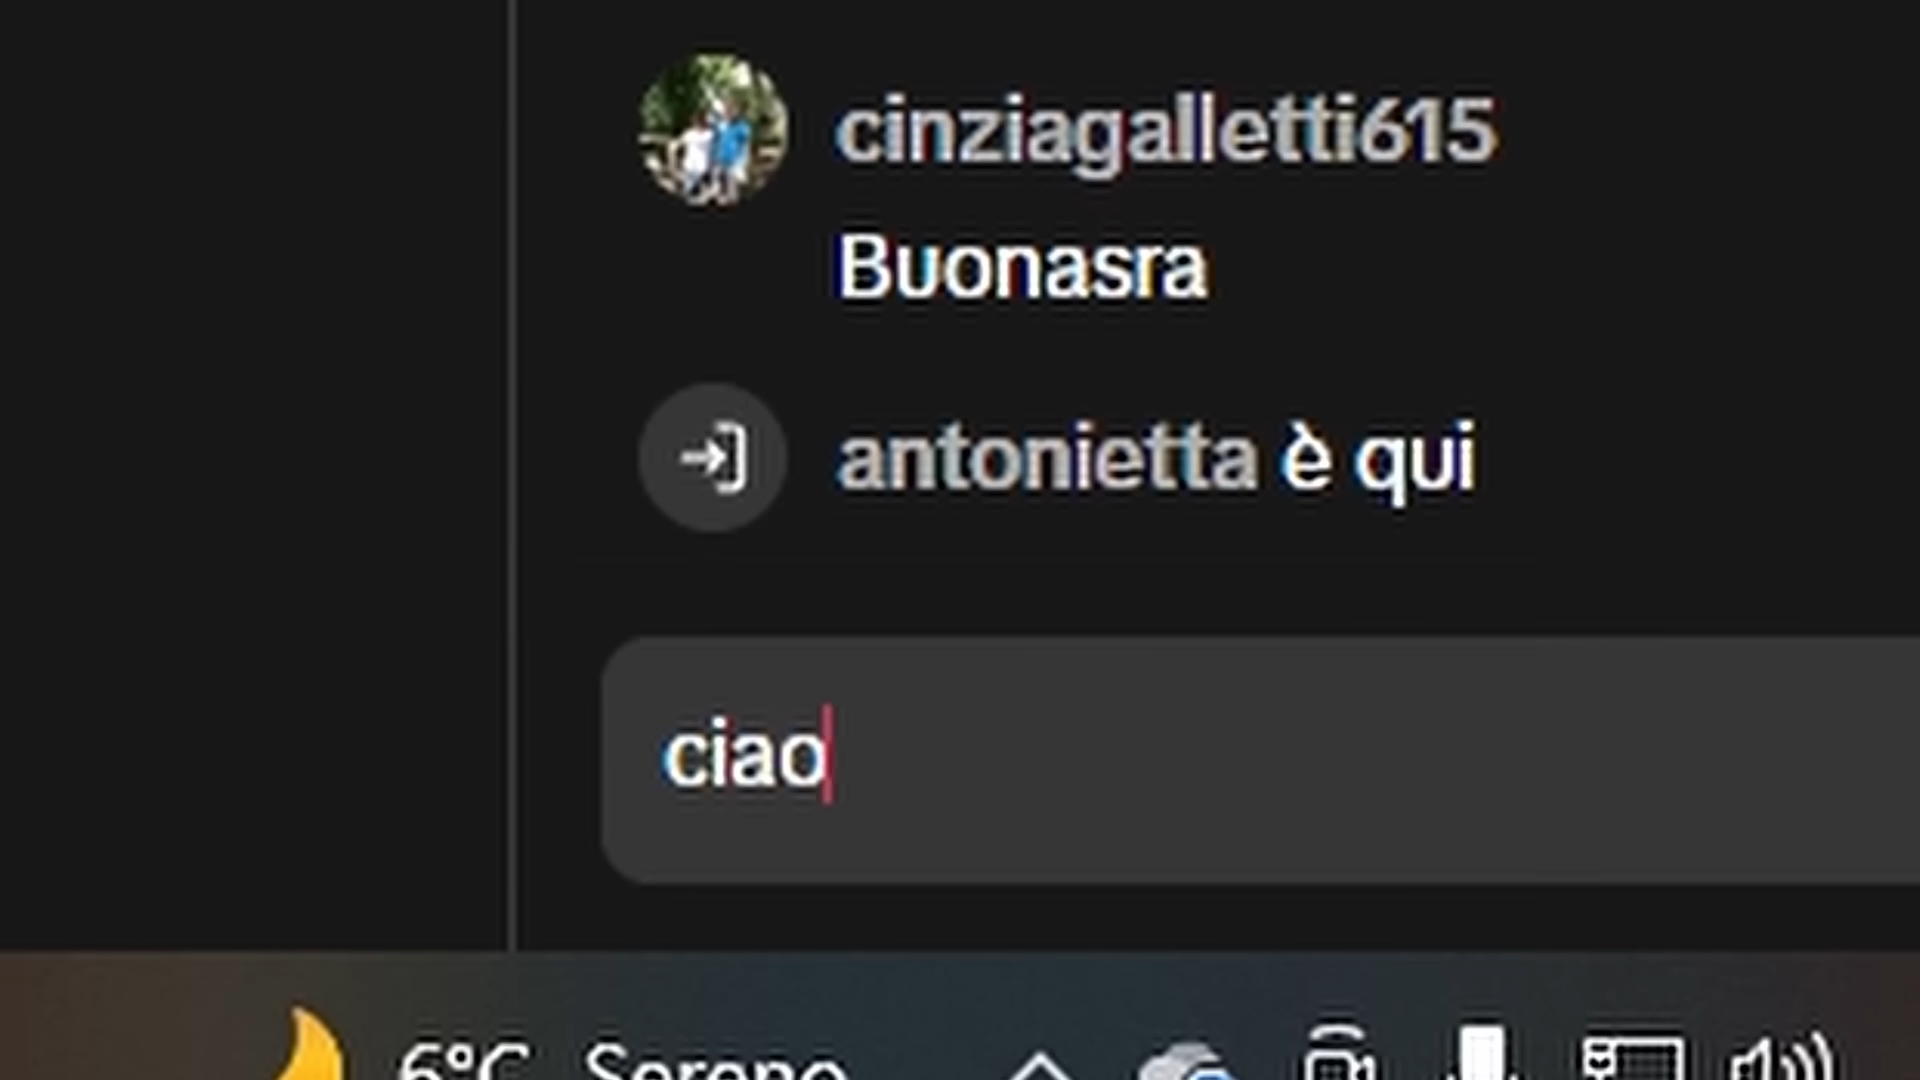 cinziagalletti615
Buonasra
antonietta è qui
ciao
6°C Sereno